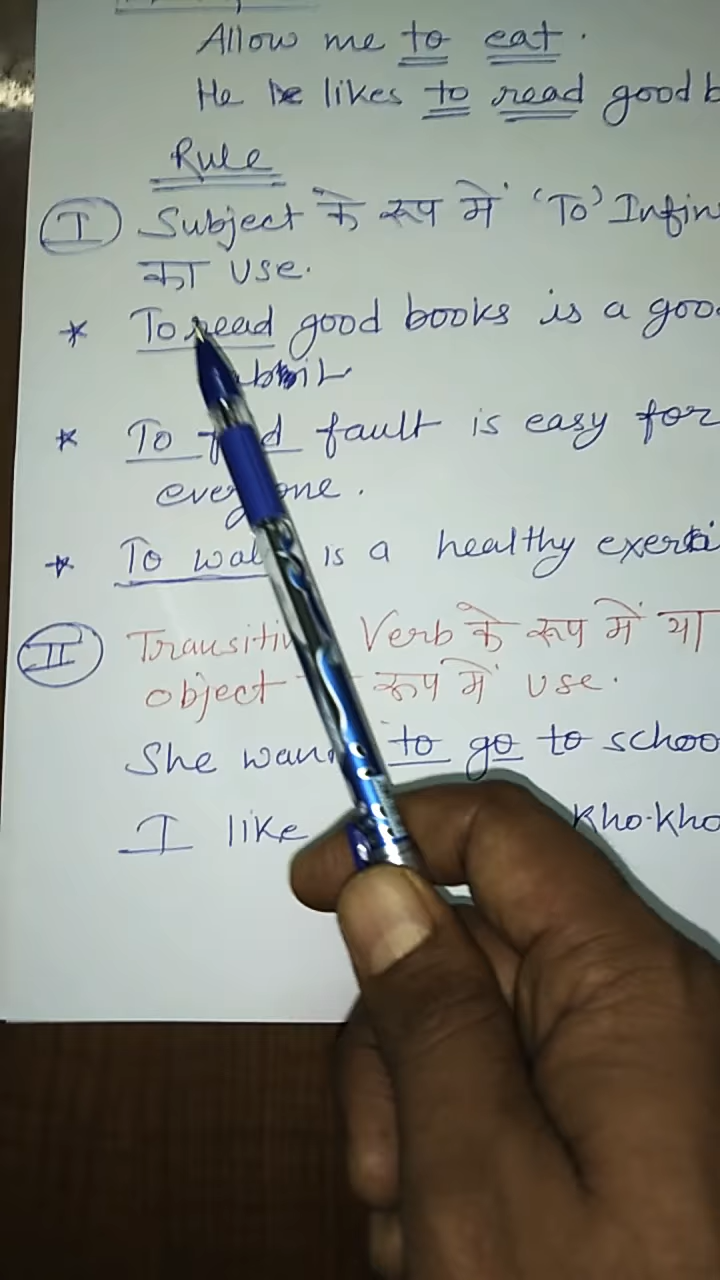 Allow me to eat.
He likes to read good b
Rule
I Subject के रूप में 'To' Infin
का use.
* To read good books is a goo
* To fault is easy for
everyone.
* To walk is a healthy
II Transitive Verb के रूप में या
object रूप में use.
She to go to schoo
I like Kho-Kho